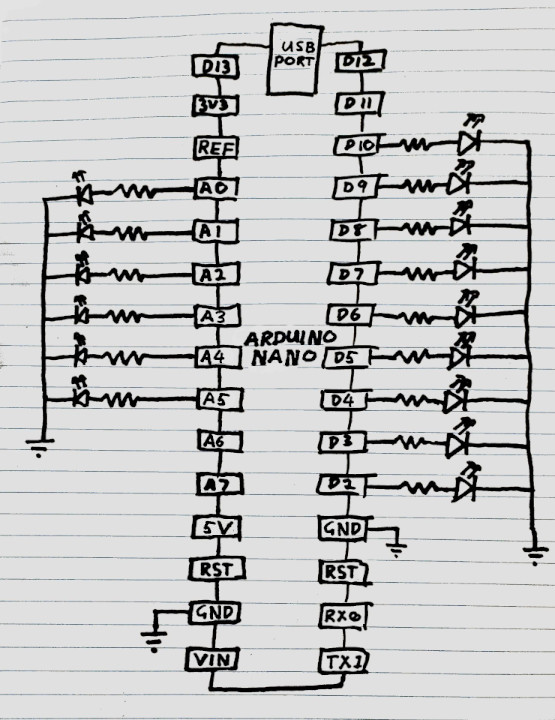 USB
PORT
D13
D12
3V3
D11
REF
D10
A0
D9
A1
D8
A2
D7
A3
D6
ARDUINO
NANO
A4
D5
A5
D4
A6
D3
A7
D2
5V
GND
RST
RST
GND
RX0
VIN
TX1